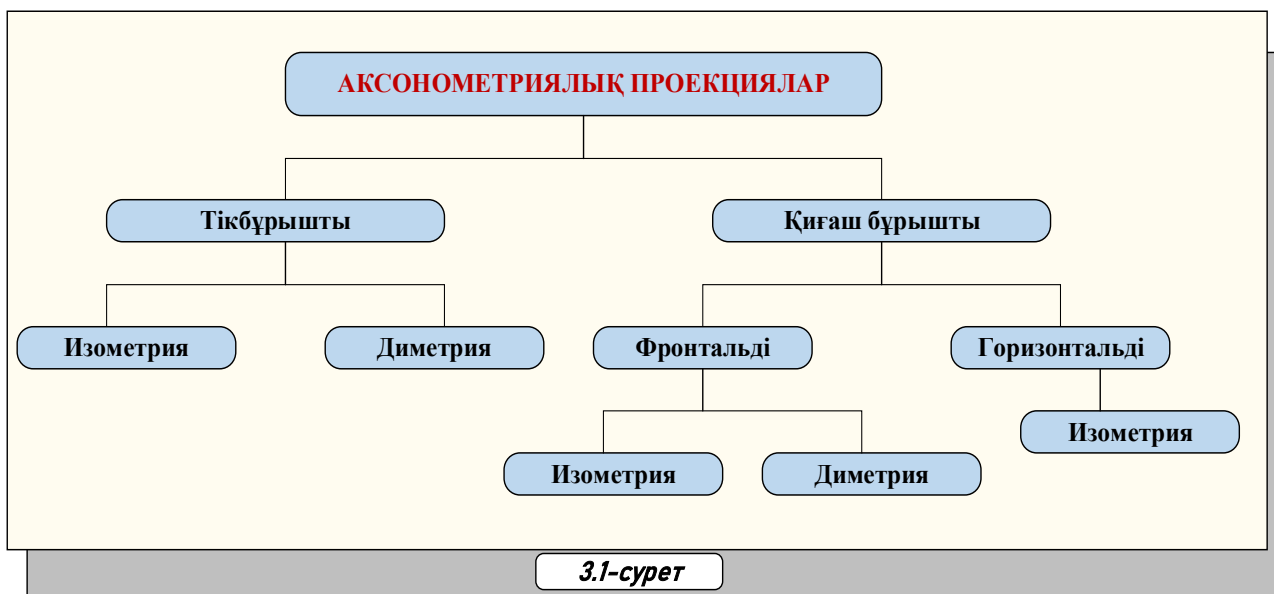 АКСОНОМЕТРИЯЛЫҚ ПРОЕКЦИЯЛАР
Тікбұрышты
Қиғаш бұрышты
Изометрия
Диметрия
Фронтальді
Горизонтальді
Изометрия
Изометрия
Диметрия
3.1-сурет